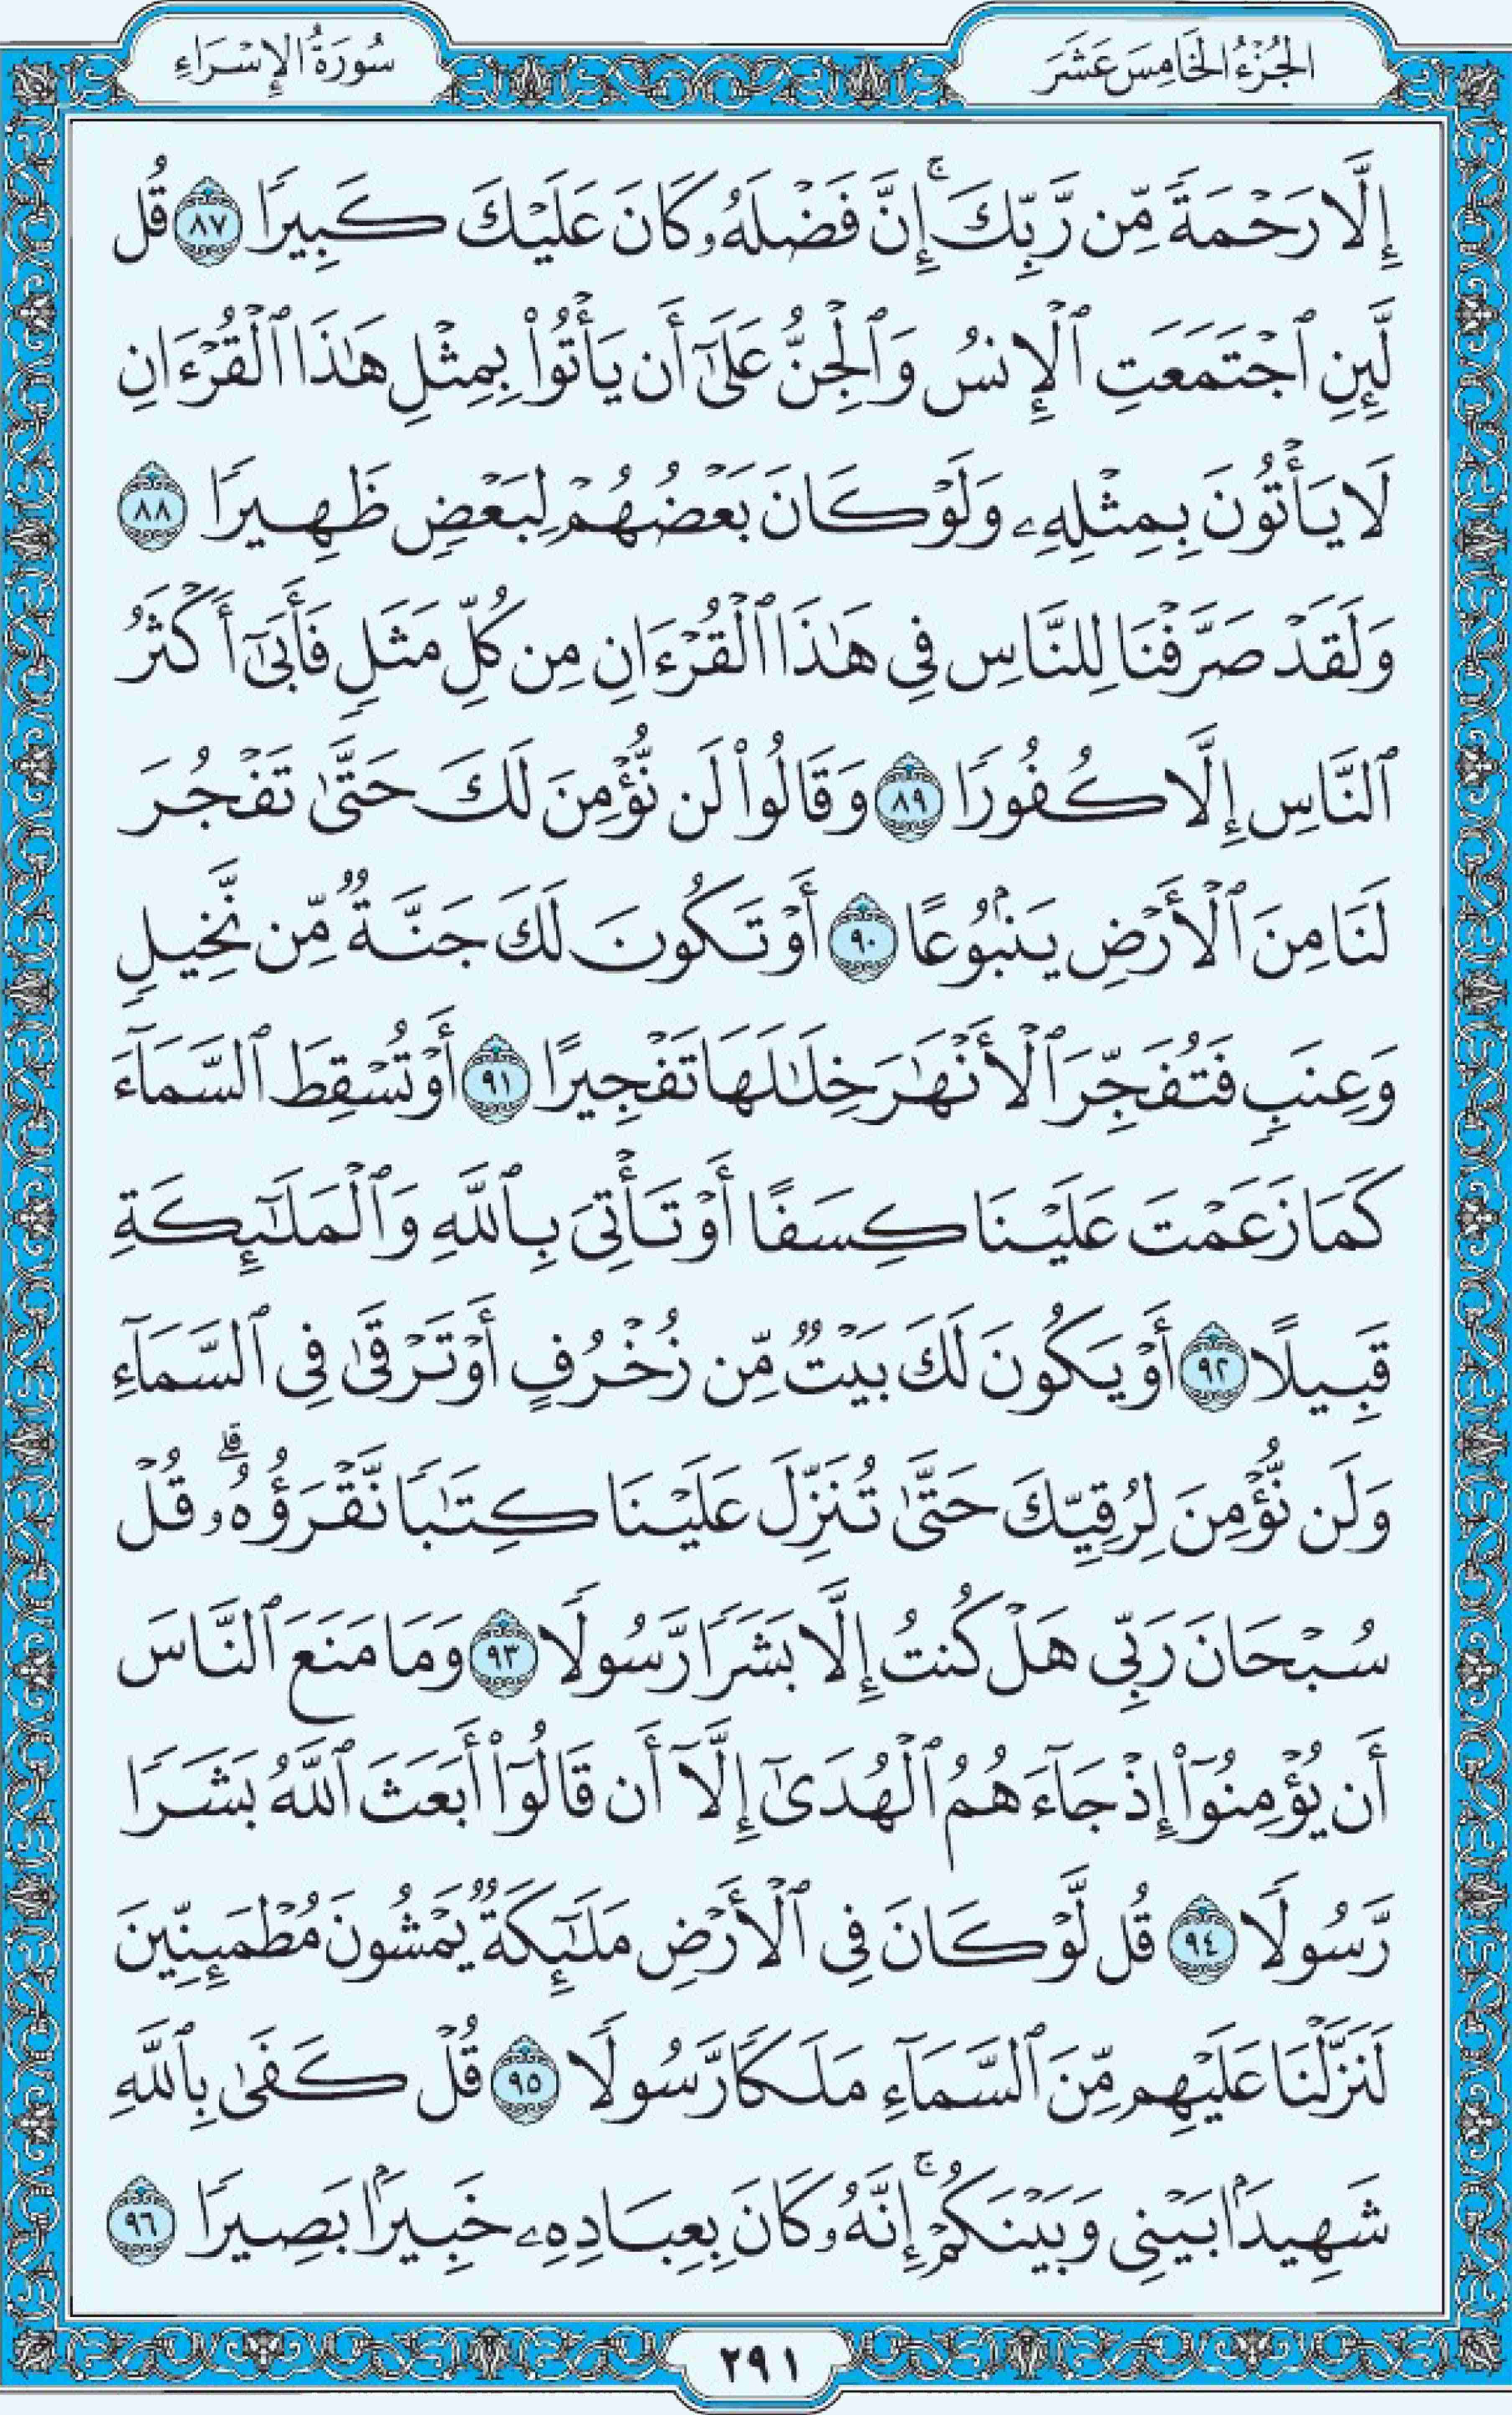 الجُزْءُ الخَامِسَ عَشَرَ
سُورَةُ الإِسْرَاءِ
إِلَّا رَحْمَةً مِّن رَّبِّكَ ۚ إِنَّ فَضْلَهُۥ كَانَ عَلَيْكَ كَبِيرًا ٨٧ قُل
لَّئِنِ ٱجْتَمَعَتِ ٱلْإِنسُ وَٱلْجِنُّ عَلَىٰٓ أَن يَأْتُوا۟ بِمِثْلِ هَٰذَا ٱلْقُرْءَانِ
لَا يَأْتُونَ بِمِثْلِهِۦ وَلَوْ كَانَ بَعْضُهُمْ لِبَعْضٍ ظَهِيرًا ٨٨
وَلَقَدْ صَرَّفْنَا لِلنَّاسِ فِى هَٰذَا ٱلْقُرْءَانِ مِن كُلِّ مَثَلٍ فَأَبَىٰٓ أَكْثَرُ
ٱلنَّاسِ إِلَّا كُفُورًا ٨٩ وَقَالُوا۟ لَن نُّؤْمِنَ لَكَ حَتَّىٰ تَفْجُرَ
لَنَا مِنَ ٱلْأَرْضِ يَنۢبُوعًا ٩٠ أَوْ تَكُونَ لَكَ جَنَّةٌ مِّن نَّخِيلٍ
وَعِنَبٍ فَتُفَجِّرَ ٱلْأَنْهَٰرَ خِلَٰلَهَا تَفْجِيرًا ٩١ أَوْ تُسْقِطَ ٱلسَّمَآءَ
كَمَا زَعَمْتَ عَلَيْنَا كِسَفًا أَوْ تَأْتِىَ بِٱللَّهِ وَٱلْمَلَٰٓئِكَةِ
قَبِيلًا ٩٢ أَوْ يَكُونَ لَكَ بَيْتٌ مِّن زُخْرُفٍ أَوْ تَرْقَىٰ فِى ٱلسَّمَآءِ
وَلَن نُّؤْمِنَ لِرُقِيِّكَ حَتَّىٰ تُنَزِّلَ عَلَيْنَا كِتَٰبًا نَّقْرَؤُهُۥ ۗ قُلْ
سُبْحَانَ رَبِّى هَلْ كُنتُ إِلَّا بَشَرًا رَّسُولًا ٩٣ وَمَا مَنَعَ ٱلنَّاسَ
أَن يُؤْمِنُوٓا۟ إِذْ جَآءَهُمُ ٱلْهُدَىٰٓ إِلَّآ أَن قَالُوٓا۟ أَبَعَثَ ٱللَّهُ بَشَرًا
رَّسُولًا ٩٤ قُل لَّوْ كَانَ فِى ٱلْأَرْضِ مَلَٰٓئِكَةٌ يَمْشُونَ مُطْمَئِنِّينَ
لَنَزَّلْنَا عَلَيْهِم مِّنَ ٱلسَّمَآءِ مَلَكًا رَّسُولًا ٩٥ قُلْ كَفَىٰ بِٱللَّهِ
شَهِيدًۢا بَيْنِى وَبَيْنَكُمْ ۚ إِنَّهُۥ كَانَ بِعِبَادِهِۦ خَبِيرًۢا بَصِيرًا ٩٦
٢٩١